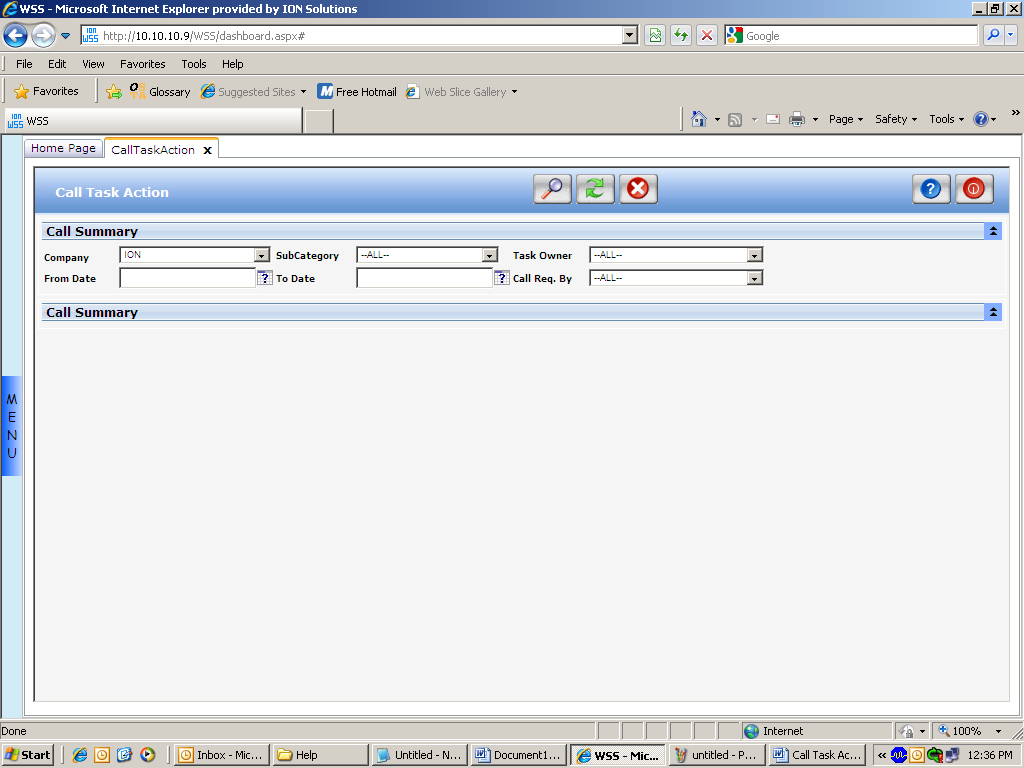 WSS - Microsoft Internet Explorer provided by ION Solutions
ION WSS http://10.10.10.9/WSS/dashboard.aspx# Google
File Edit View Favorites Tools Help
Favorites Glossary Suggested Sites Free Hotmail Web Slice Gallery
ION WSS WSS Page Safety Tools
Home Page CallTaskAction x
Call Task Action
Call Summary
Company ION SubCategory --ALL-- Task Owner --ALL--
From Date ? To Date ? Call Req. By --ALL--
Call Summary
M
E
N
U
Done Internet 100%
Start Inbox - Mic... Help Untitled - N... Document1... WSS - Mic... untitled - P... Call Task Ac... « 12:36 PM